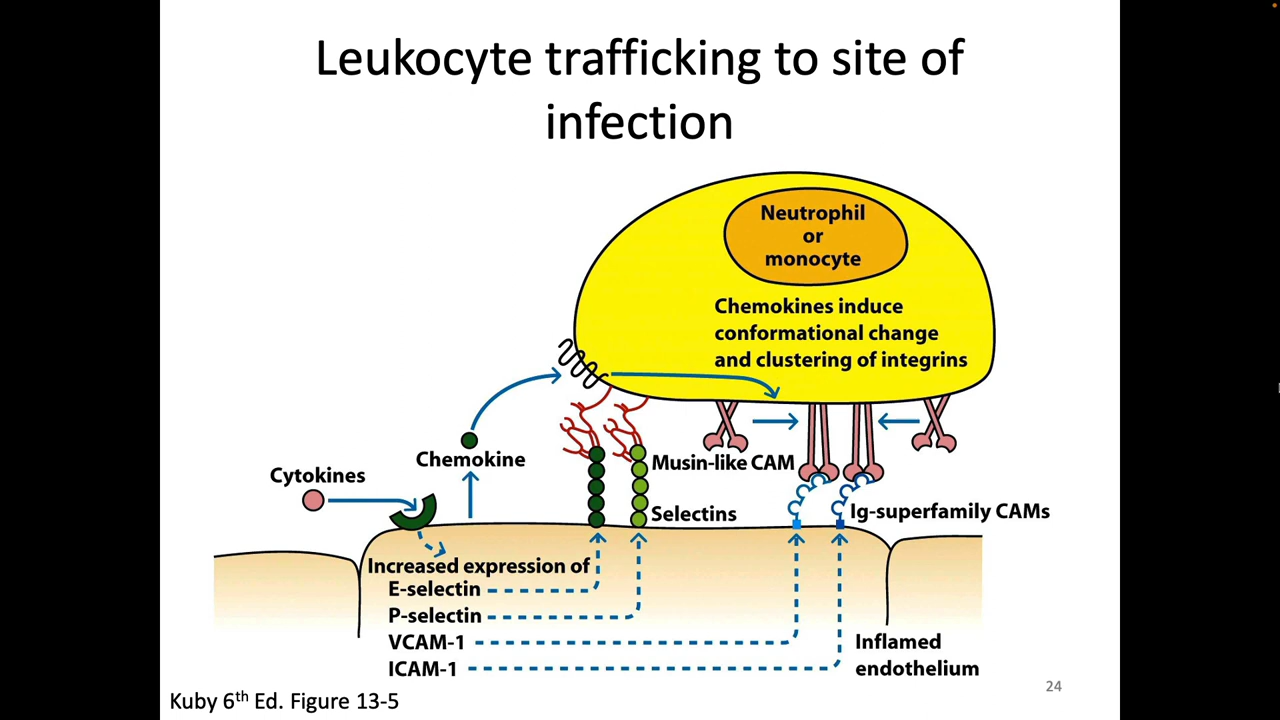 Leukocyte trafficking to site of
infection
Neutrophil
or
monocyte
Chemokines induce
conformational change
and clustering of integrins
Chemokine
Cytokines
Musin-like CAM
Selectins
Ig-superfamily CAMs
Increased expression of
E-selectin
P-selectin
VCAM-1
ICAM-1
Inflamed
endothelium
Kuby 6th Ed. Figure 13-5
24